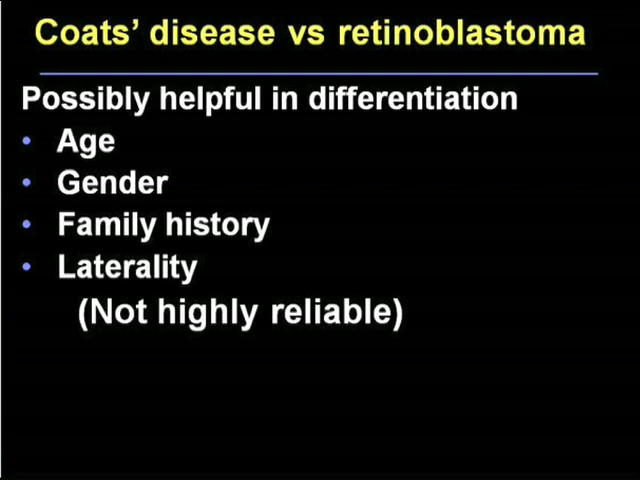 Coats’ disease vs retinoblastoma
Possibly helpful in differentiation
• Age
• Gender
• Family history
• Laterality
(Not highly reliable)